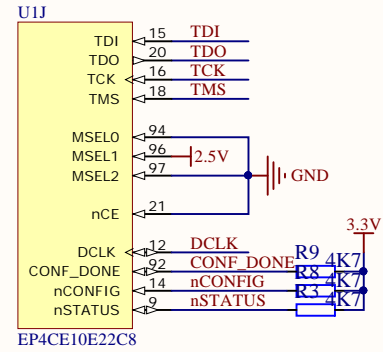 U1J
TDI 15 TDI
TDO 20 TDO
TCK 16 TCK
TMS 18 TMS
MSEL0 94
MSEL1 96 2.5V
MSEL2 97 GND
nCE 21
3.3V
DCLK 12 DCLK R9
CONF_DONE 92 CONF_DONE 4K7
nCONFIG 14 nCONFIG R8 4K7
nSTATUS 9 nSTATUS R3 4K7
EP4CE10E22C8